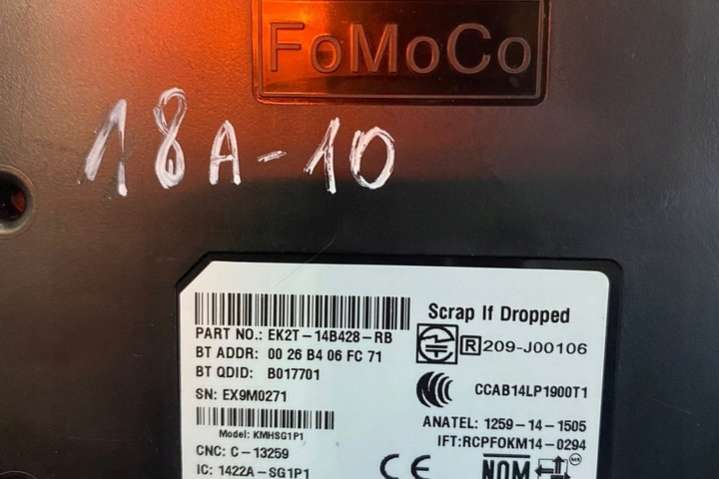 FoMoCo
18A-10
Scrap If Dropped
PART NO.: EK2T-14B428-RB
BT ADDR: 00 26 B4 06 FC 71
BT QDID: B017701
SN: EX9M0271
R 209-J00106
CCAB14LP1900T1
Model: KMHSG1P1
ANATEL: 1259-14-1505
IFT:RCPFOKM14-0294
CNC: C-13259
IC: 1422A-SG1P1
CE
NOM